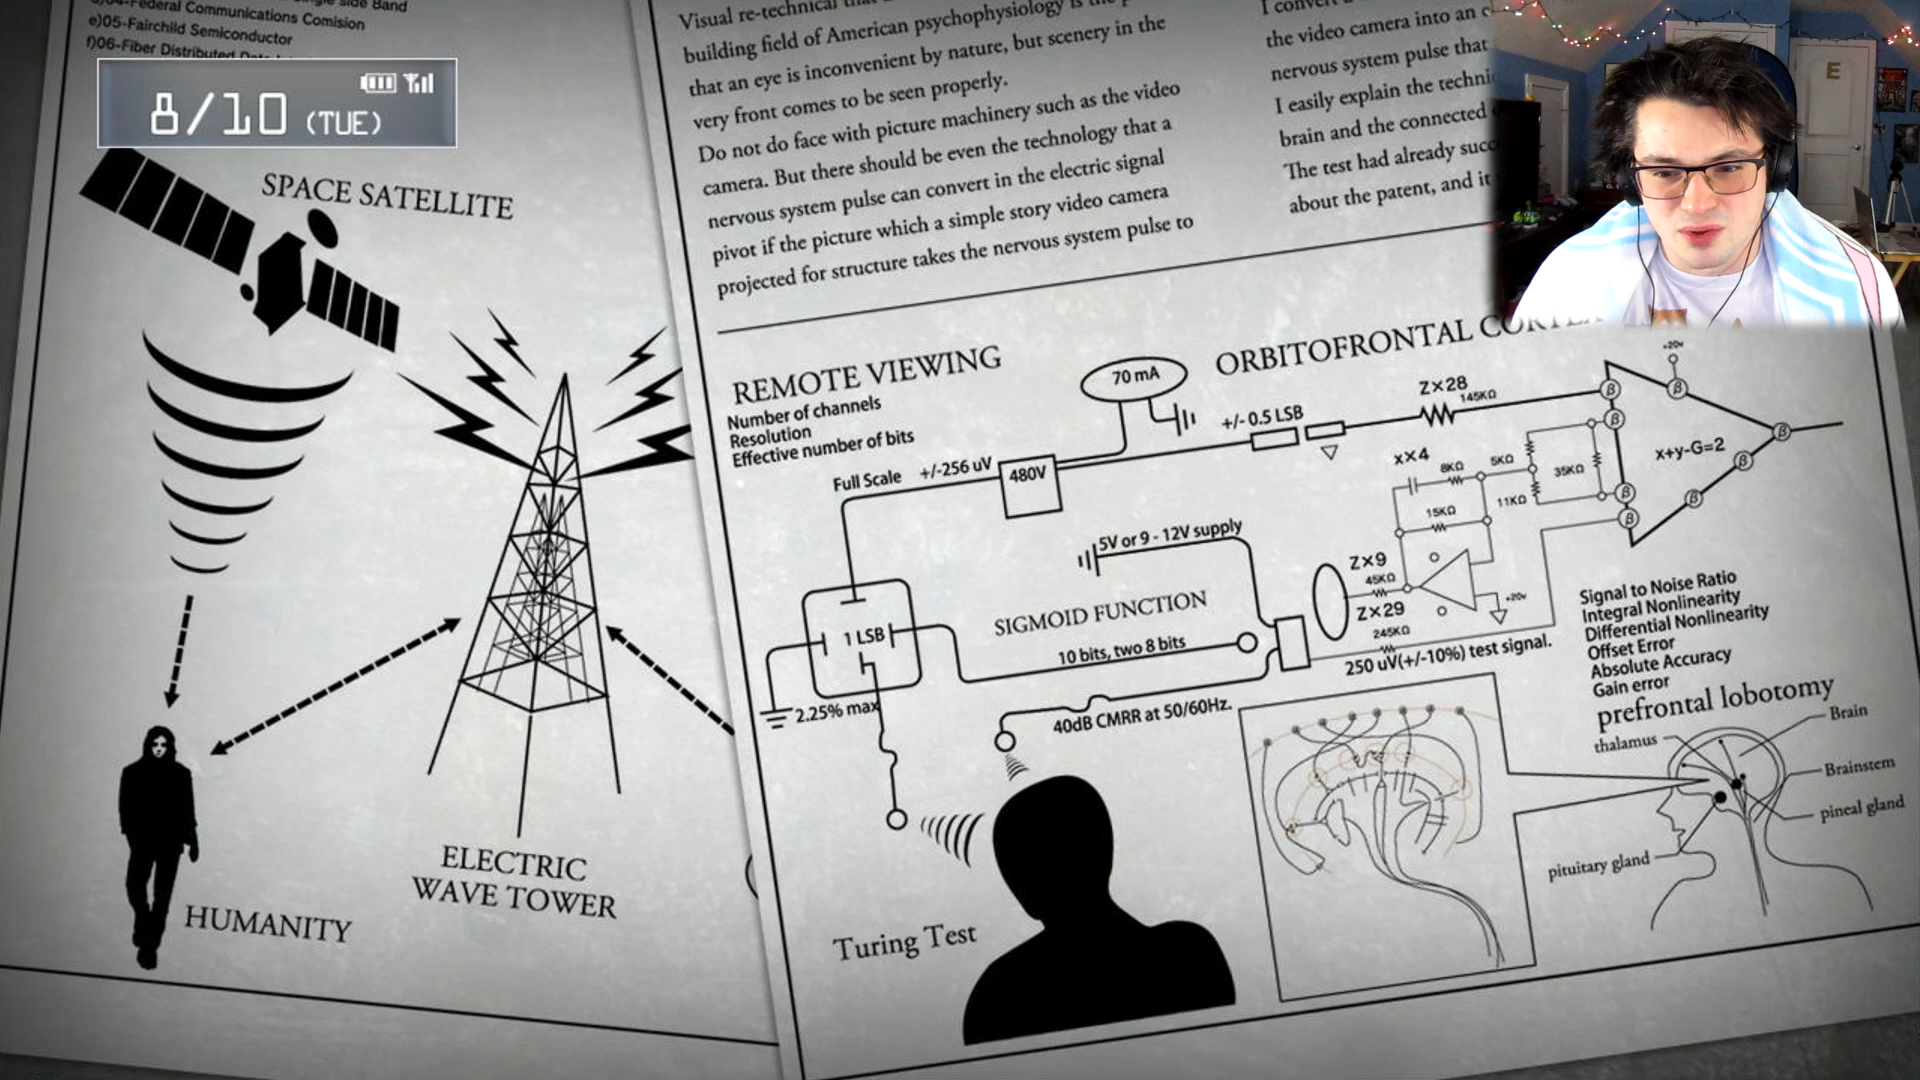 Federal Communications Comision
e)05-Fairchild Semiconductor
f)06-Fiber Distributed
8/10 (TUE)
SPACE SATELLITE
HUMANITY
ELECTRIC
WAVE TOWER
Visual re-technical
building field of American psychophysiology is the
that an eye is inconvenient by nature, but scenery in the
very front comes to be seen properly.
Do not do face with picture machinery such as the video
camera. But there should be even the technology that a
nervous system pulse can convert in the electric signal
pivot if the picture which a simple story video camera
projected for structure takes the nervous system pulse to
I convert a
the video camera into an
nervous system pulse that
I easily explain the
brain and the connected
The test had already
about the patent, and it
E
REMOTE VIEWING
Number of channels
Resolution
Effective number of bits
70 mA
ORBITOFRONTAL CORTEX
Full Scale +/-256 uV
480V
+/- 0.5 LSB
Z×28
145KΩ
+20v
β
β
β
β
β
β
β
β
x+y-G=2
××4
8KΩ
5KΩ
35KΩ
11KΩ
15KΩ
5V or 9 - 12V supply
Z×9
45KΩ
Z×29
245KΩ
+20v
1 LSB
SIGMOID FUNCTION
10 bits, two 8 bits
250 uV(+/-10%) test signal.
2.25% max
40dB CMRR at 50/60Hz.
Turing Test
Signal to Noise Ratio
Integral Nonlinearity
Differential Nonlinearity
Offset Error
Absolute Accuracy
Gain error
prefrontal lobotomy
thalamus
Brain
Brainstem
pineal gland
pituitary gland